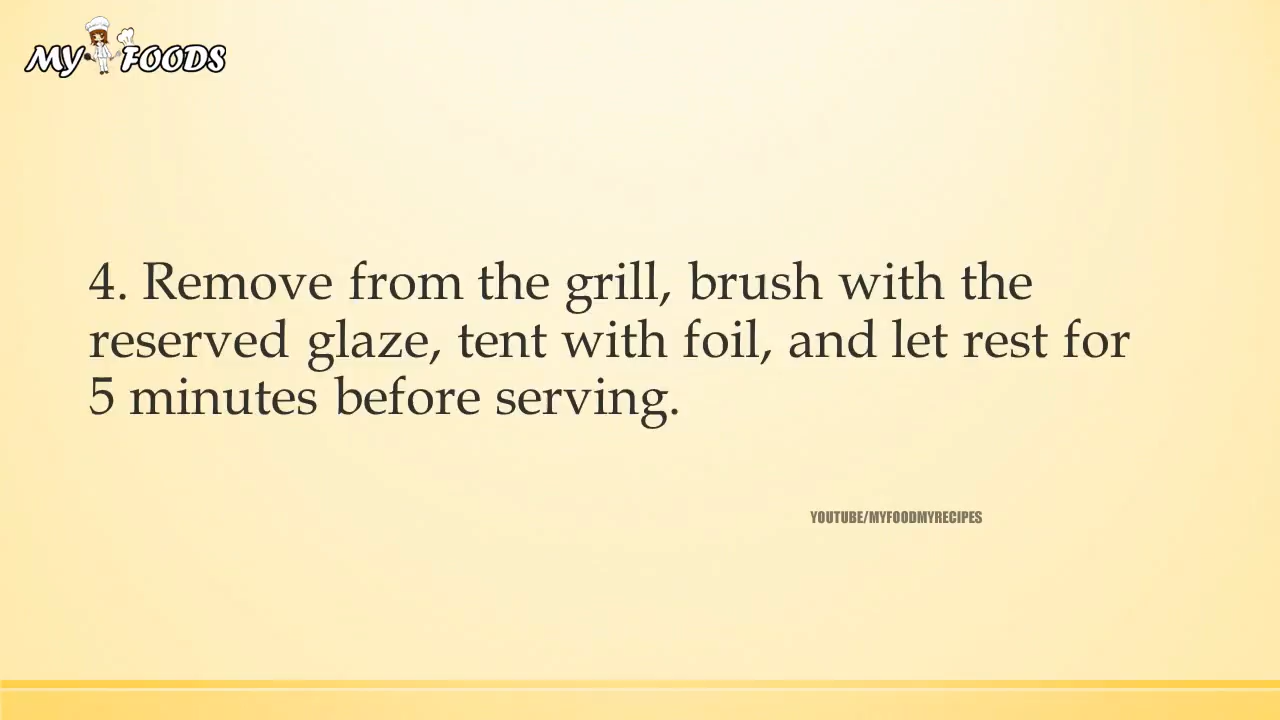 MY FOODS
4. Remove from the grill, brush with the
reserved glaze, tent with foil, and let rest for
5 minutes before serving.
YOUTUBE/MYFOODMYRECIPES